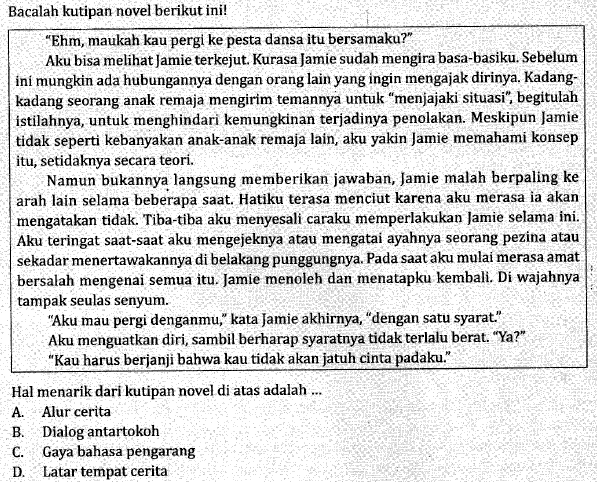 Bacalah kutipan novel berikut ini!
“Ehm, maukah kau pergi ke pesta dansa itu bersamaku?”
Aku bisa melihat Jamie terkejut. Kurasa Jamie sudah mengira basa-basiku. Sebelum
ini mungkin ada hubungannya dengan orang lain yang ingin mengajak dirinya. Kadang-
kadang seorang anak remaja mengirim temannya untuk “menjajaki situasi”, begitulah
istilahnya, untuk menghindari kemungkinan terjadinya penolakan. Meskipun Jamie
tidak seperti kebanyakan anak-anak remaja lain, aku yakin Jamie memahami konsep
itu, setidaknya secara teori.
Namun bukannya langsung memberikan jawaban, Jamie malah berpaling ke
arah lain selama beberapa saat. Hatiku terasa menciut karena aku merasa ia akan
mengatakan tidak. Tiba-tiba aku menyesali caraku memperlakukan Jamie selama ini.
Aku teringat saat-saat aku mengejeknya atau mengatai ayahnya seorang pezina atau
sekadar menertawakannya di belakang punggungnya. Pada saat aku mulai merasa amat
bersalah mengenai semua itu. Jamie menoleh dan menatapku kembali. Di wajahnya
tampak seulas senyum.
“Aku mau pergi denganmu,” kata Jamie akhirnya, “dengan satu syarat.”
Aku menguatkan diri, sambil berharap syaratnya tidak terlalu berat. “Ya?”
“Kau harus berjanji bahwa kau tidak akan jatuh cinta padaku.”
Hal menarik dari kutipan novel di atas adalah ...
A. Alur cerita
B. Dialog antartokoh
C. Gaya bahasa pengarang
D. Latar tempat cerita